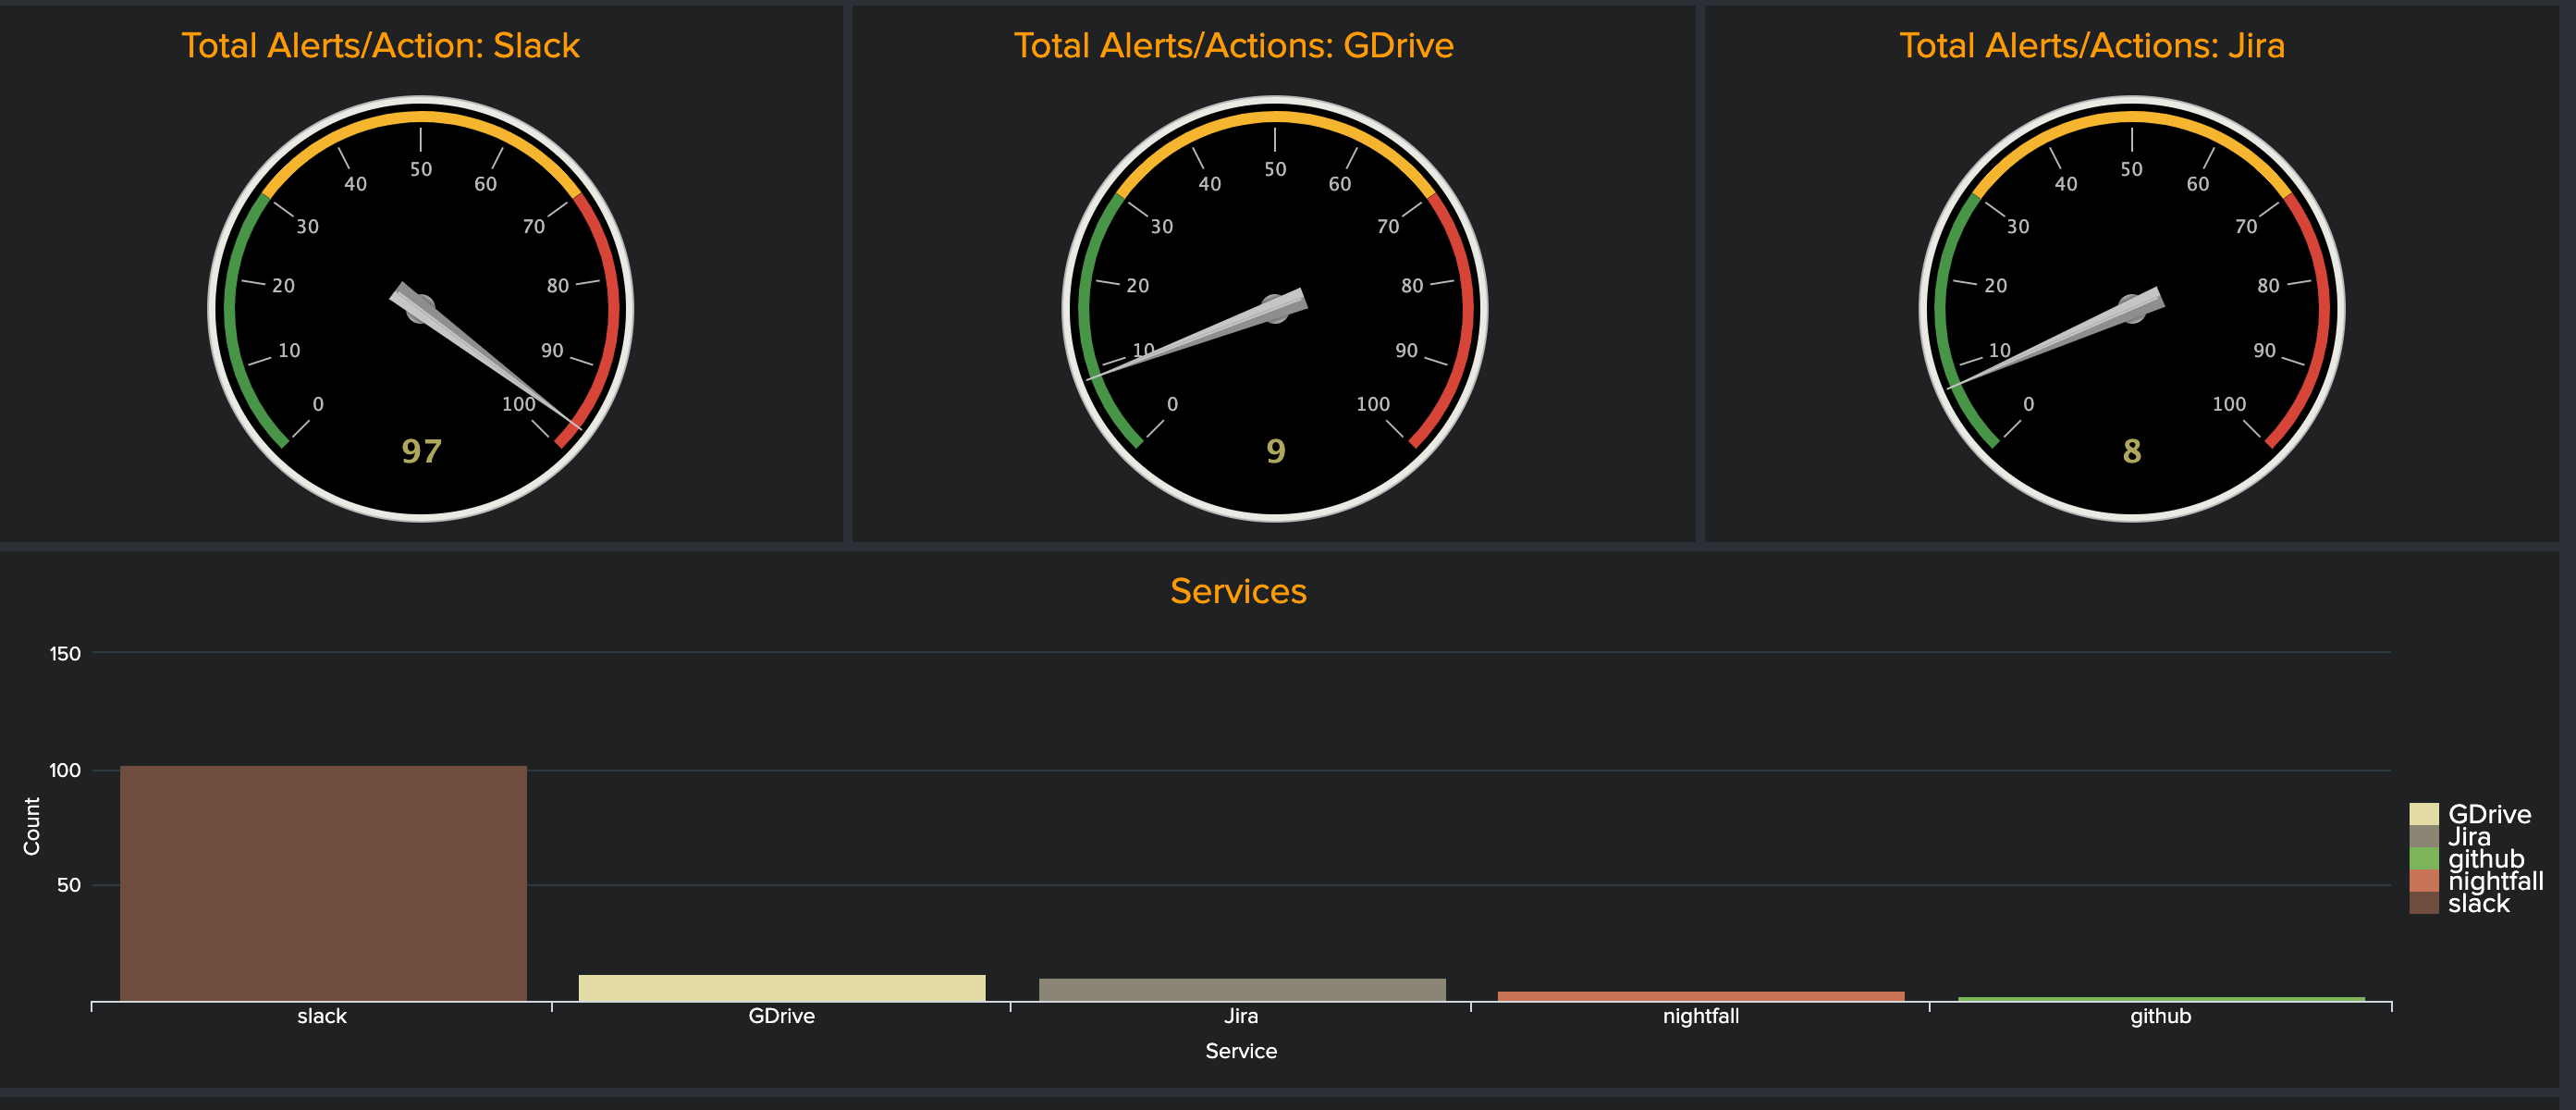 Total Alerts/Action: Slack
0
10
20
30
40
50
60
70
80
90
100
97
Total Alerts/Actions: GDrive
0
10
20
30
40
50
60
70
80
90
100
9
Total Alerts/Actions: Jira
0
10
20
30
40
50
60
70
80
90
100
8
Services
150
100
50
Count
slack
GDrive
Jira
nightfall
github
Service
GDrive
Jira
github
nightfall
slack